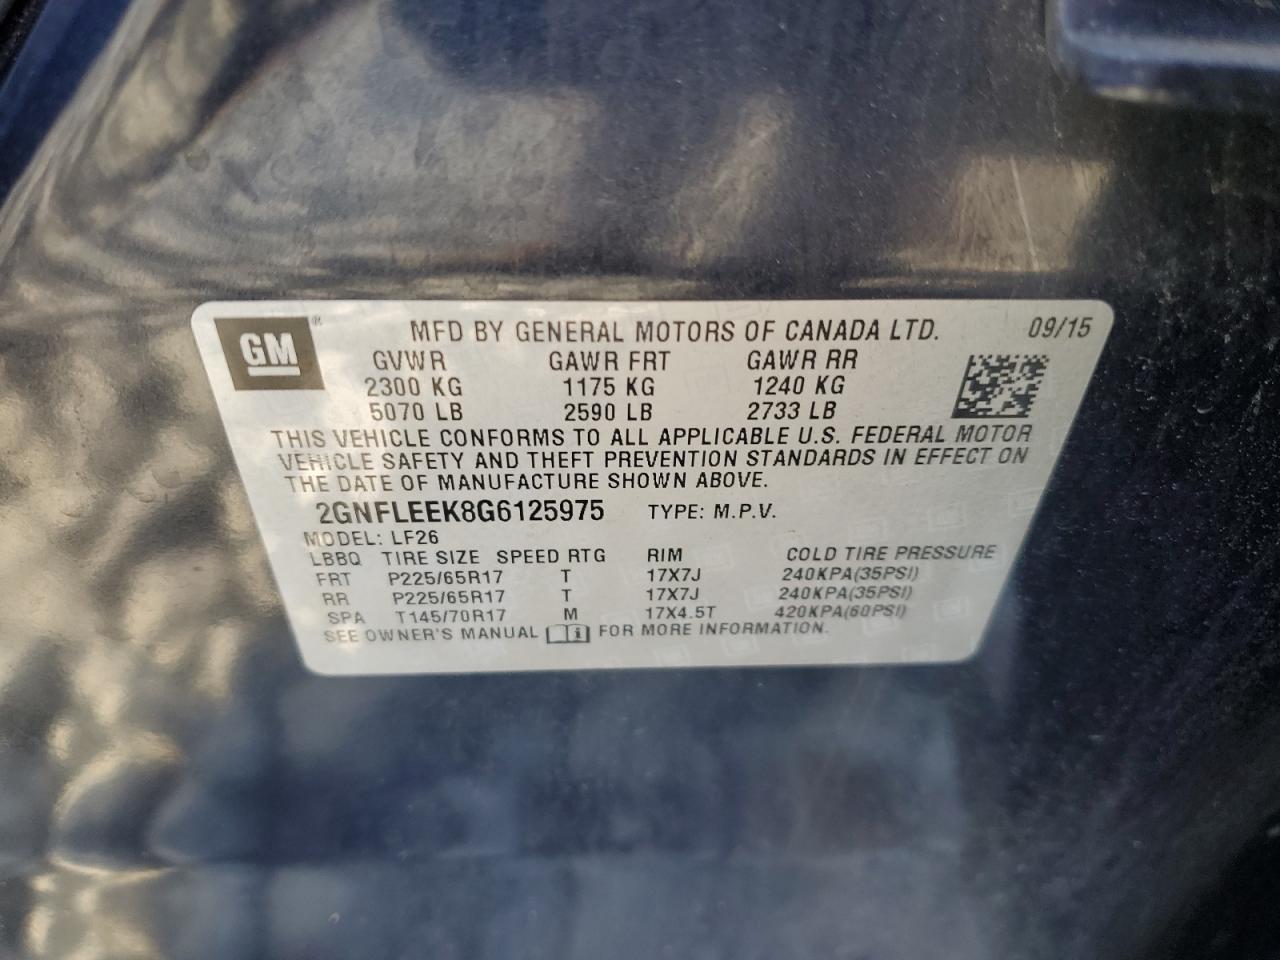 GM®
MFD BY GENERAL MOTORS OF CANADA LTD. 09/15
GVWR GAWR FRT GAWR RR
2300 KG 1175 KG 1240 KG
5070 LB 2590 LB 2733 LB
THIS VEHICLE CONFORMS TO ALL APPLICABLE U.S. FEDERAL MOTOR
VEHICLE SAFETY AND THEFT PREVENTION STANDARDS IN EFFECT ON
THE DATE OF MANUFACTURE SHOWN ABOVE.
2GNFLEEK8G6125975 TYPE: M.P.V.
MODEL: LF26
LBBQ TIRE SIZE SPEED RTG RIM COLD TIRE PRESSURE
FRT P225/65R17 T 17X7J 240KPA(35PSI)
RR P225/65R17 T 17X7J 240KPA(35PSI)
SPA T145/70R17 M 17X4.5T 420KPA(60PSI)
SEE OWNER'S MANUAL i FOR MORE INFORMATION.